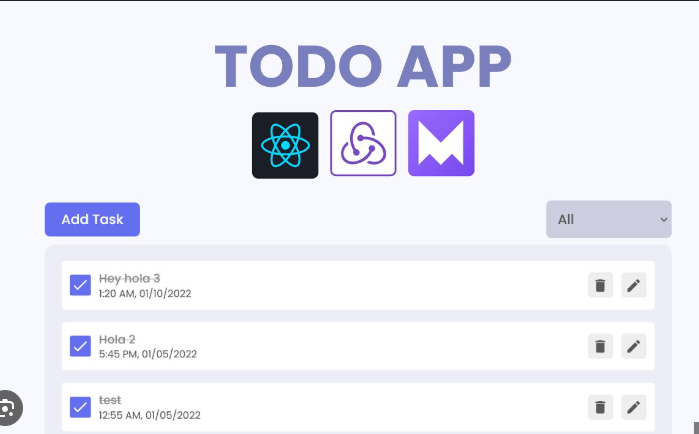 TODO APP
Add Task
All
Hey hola 3
1:20 AM, 01/10/2022
Hola 2
5:45 PM, 01/05/2022
test
12:55 AM, 01/05/2022